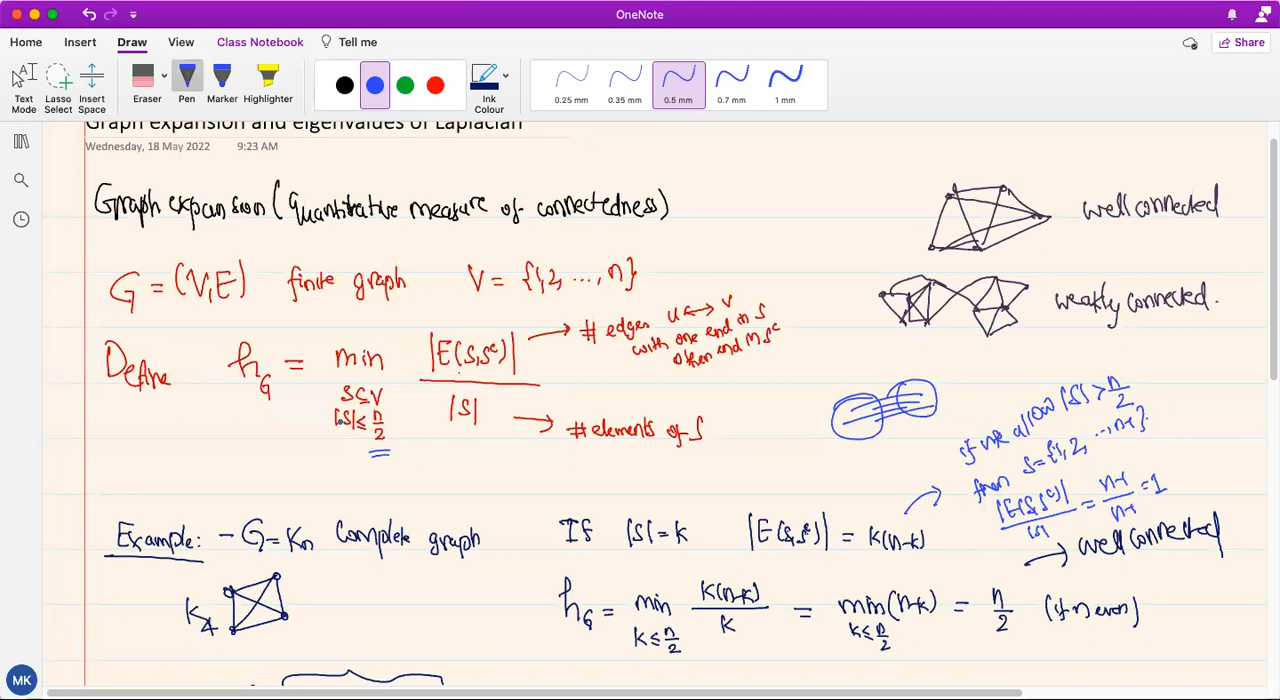 OneNote
Home Insert Draw View Class Notebook Tell me
Share
Text Mode
Lasso Select
Insert Space
Eraser
Pen
Marker
Highlighter
Ink Colour
0.25 mm
0.35 mm
0.5 mm
0.7 mm
1 mm
Graph expansion and eigenvalues of Laplacian
Wednesday, 18 May 2022 9:23 AM
Graph expansion (Quantitative measure of connectedness)
well connected
weakly connected.
G = (V,E) finite graph V = {1,2, ..., n}
Define h_G = min |E(S,S^c)| / |S|
S ⊆ V
|S| ≤ n/2
→ # edges u ↔ v
with one end in S
other end in S^c
→ # elements of S
if we allow |S| > n/2
then S = {1,2, ..., n-1}
|E(S,S^c)| / |S| = n-1 / n-1 = 1
Example: - G = K_n Complete graph If |S| = k |E(S,S^c)| = k(n-k)
→ well connected
K_4
h_G = min k(n-k) / k = min (n-k) = n/2 (if n even)
k ≤ n/2 k ≤ n/2
MK